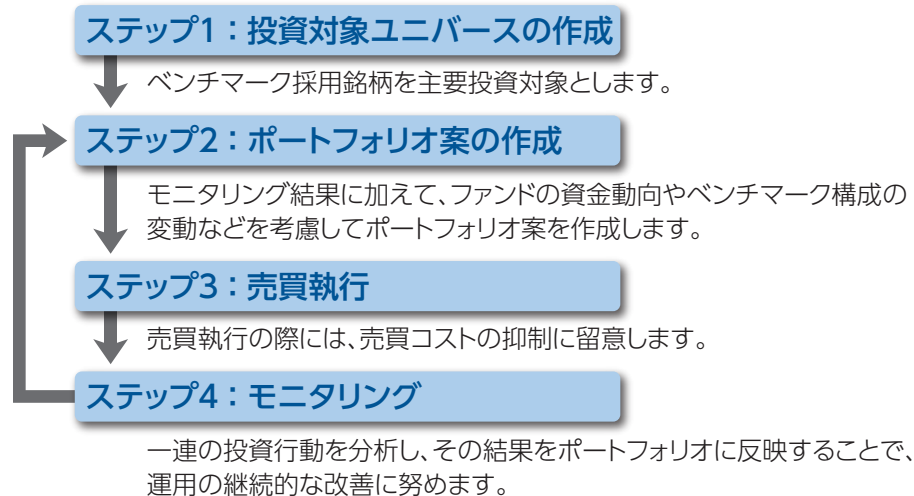 ステップ1：投資対象ユニバースの作成
ベンチマーク採用銘柄を主要投資対象とします。
ステップ2：ポートフォリオ案の作成
モニタリング結果に加えて、ファンドの資金動向やベンチマーク構成の
変動などを考慮してポートフォリオ案を作成します。
ステップ3：売買執行
売買執行の際には、売買コストの抑制に留意します。
ステップ4：モニタリング
一連の投資行動を分析し、その結果をポートフォリオに反映することで、
運用の継続的な改善に努めます。